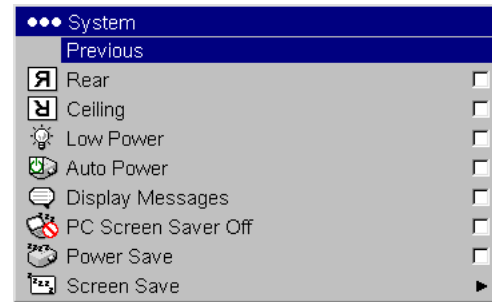 ••• System
Previous
Rear
Ceiling
Low Power
Auto Power
Display Messages
PC Screen Saver Off
Power Save
Screen Save